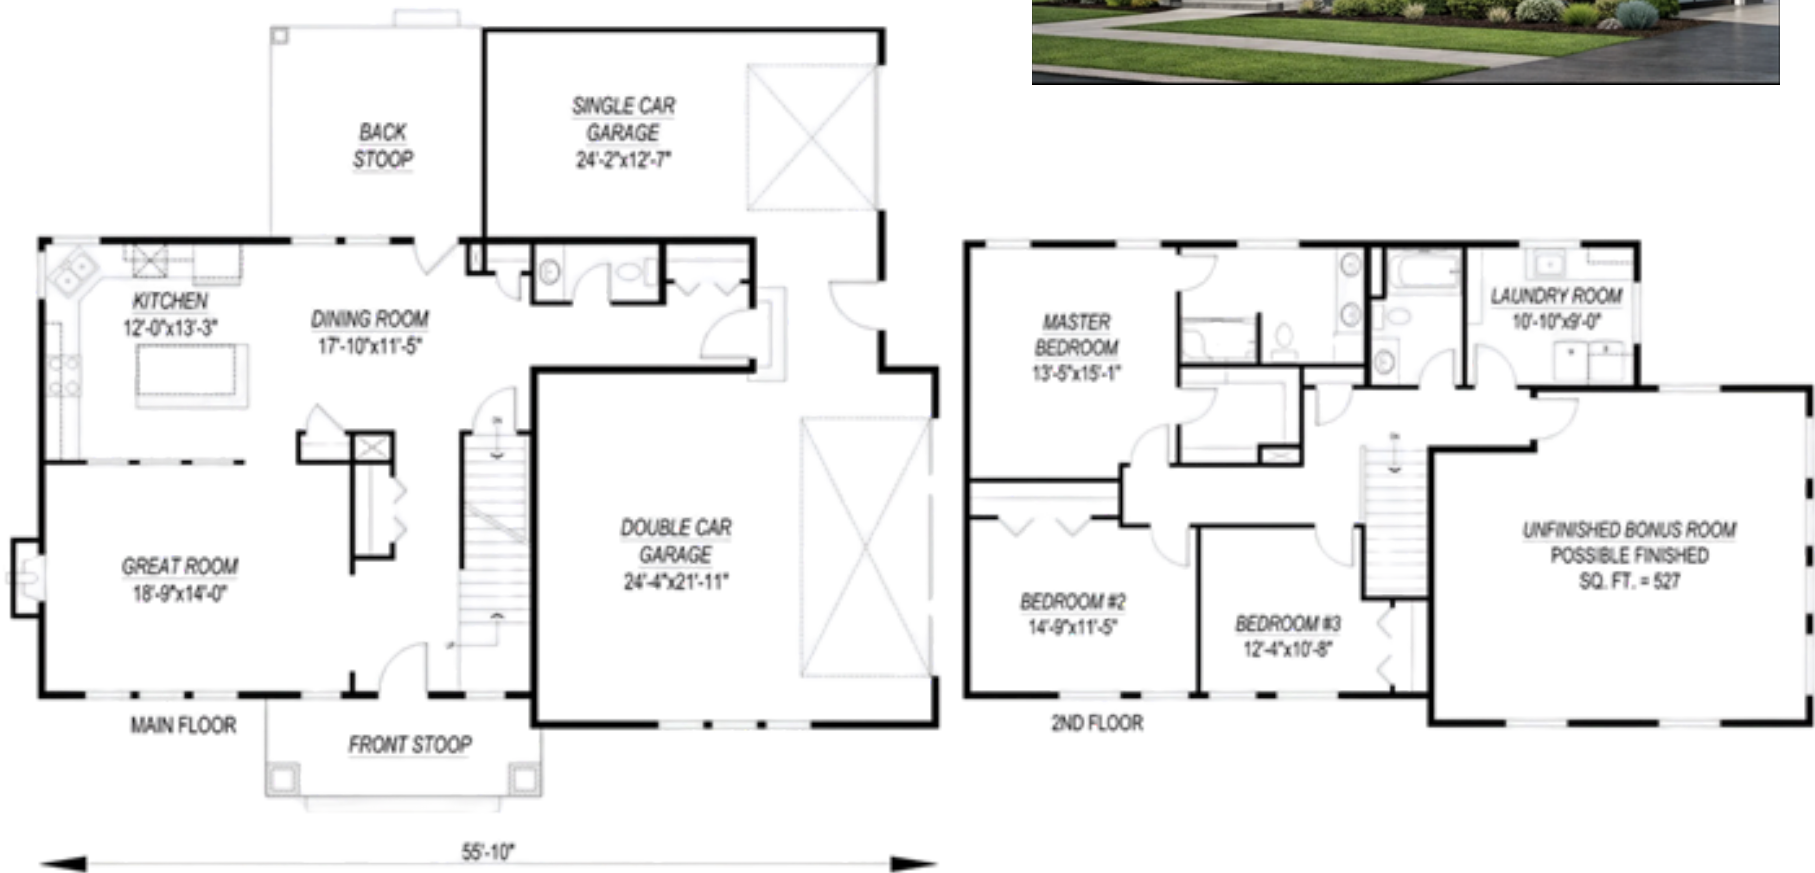 BACK
STOOP
SINGLE CAR
GARAGE
24'-2"x12'-7"
KITCHEN
12'-0"x13'-3"
DINING ROOM
17'-10"x11'-5"
GREAT ROOM
18'-9"x14'-0"
DOUBLE CAR
GARAGE
24'-4"x21'-11"
MAIN FLOOR
FRONT STOOP
55'-10"
MASTER
BEDROOM
13'-5"x15'-1"
LAUNDRY ROOM
10'-10"x9'-0"
BEDROOM #2
14'-9"x11'-5"
BEDROOM #3
12'-4"x10'-8"
UNFINISHED BONUS ROOM
POSSIBLE FINISHED
SQ. FT. = 527
2ND FLOOR